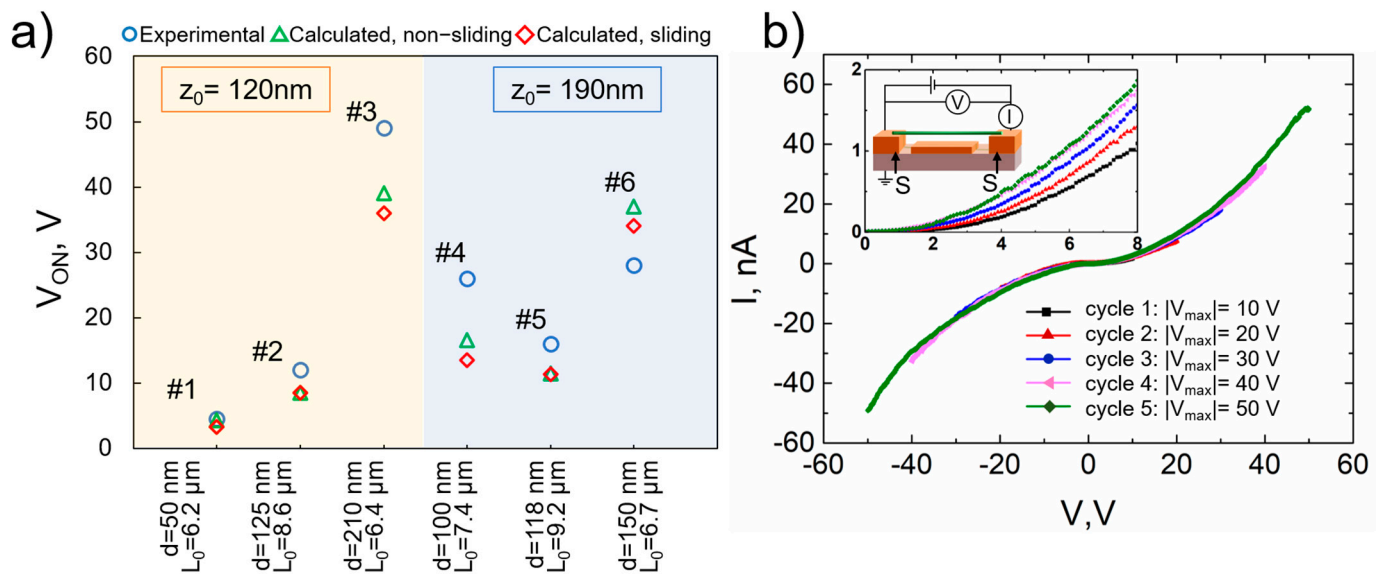 a)
Experimental
Calculated, non−sliding
Calculated, sliding
z₀= 120nm
z₀= 190nm
V_ON, V
60
50
40
30
20
10
0
#1
#2
#3
#4
#5
#6
d=50 nm
L₀=6.2 µm
d=125 nm
L₀=8.6 µm
d=210 nm
L₀=6.4 µm
d=100 nm
L₀=7.4 µm
d=118 nm
L₀=9.2 µm
d=150 nm
L₀=6.7 µm
b)
I, nA
60
40
20
0
-20
-40
-60
-60
-40
-20
0
20
40
60
V,V
2
1
0
0
2
4
6
8
V
I
S
S
cycle 1: |V_max|= 10 V
cycle 2: |V_max|= 20 V
cycle 3: |V_max|= 30 V
cycle 4: |V_max|= 40 V
cycle 5: |V_max|= 50 V